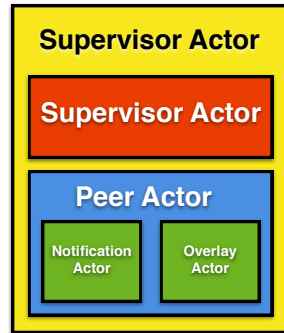 Supervisor Actor
Supervisor Actor
Peer Actor
Notification
Actor
Overlay
Actor